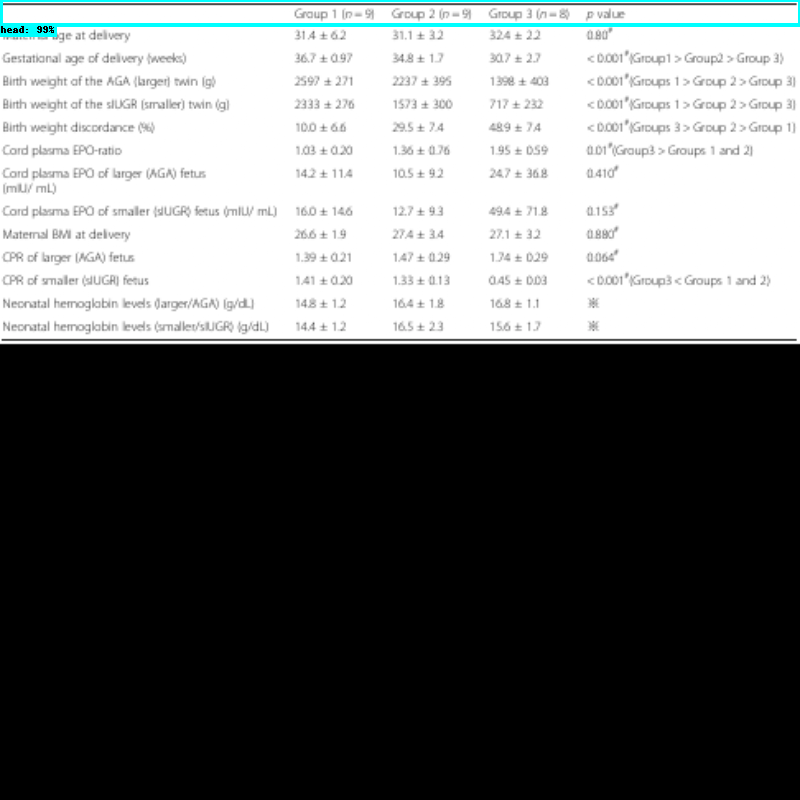 Group 1 (n = 9) Group 2 (n = 9) Group 3 (n = 8) p value
head: 99%
Maternal age at delivery 31.4 ± 6.2 31.1 ± 3.2 32.4 ± 2.2 0.80#
Gestational age of delivery (weeks) 36.7 ± 0.97 34.8 ± 1.7 30.7 ± 2.7 < 0.001#(Group1 > Group2 > Group 3)
Birth weight of the AGA (larger) twin (g) 2597 ± 271 2237 ± 395 1398 ± 403 < 0.001#(Groups 1 > Group 2 > Group 3)
Birth weight of the sIUGR (smaller) twin (g) 2333 ± 276 1573 ± 300 717 ± 232 < 0.001#(Groups 1 > Group 2 > Group 3)
Birth weight discordance (%) 10.0 ± 6.6 29.5 ± 7.4 48.9 ± 7.4 < 0.001#(Groups 3 > Group 2 > Group 1)
Cord plasma EPO-ratio 1.03 ± 0.20 1.36 ± 0.76 1.95 ± 0.59 0.01#(Group3 > Groups 1 and 2)
Cord plasma EPO of larger (AGA) fetus 14.2 ± 11.4 10.5 ± 9.2 24.7 ± 36.8 0.410#
(mIU/ mL)
Cord plasma EPO of smaller (sIUGR) fetus (mIU/ mL) 16.0 ± 14.6 12.7 ± 9.3 49.4 ± 71.8 0.153#
Maternal BMI at delivery 26.6 ± 1.9 27.4 ± 3.4 27.1 ± 3.2 0.880#
CPR of larger (AGA) fetus 1.39 ± 0.21 1.47 ± 0.29 1.74 ± 0.29 0.064#
CPR of smaller (sIUGR) fetus 1.41 ± 0.20 1.33 ± 0.13 0.45 ± 0.03 < 0.001#(Group3 < Groups 1 and 2)
Neonatal hemoglobin levels (larger/AGA) (g/dL) 14.8 ± 1.2 16.4 ± 1.8 16.8 ± 1.1 ※
Neonatal hemoglobin levels (smaller/sIUGR) (g/dL) 14.4 ± 1.2 16.5 ± 2.3 15.6 ± 1.7 ※